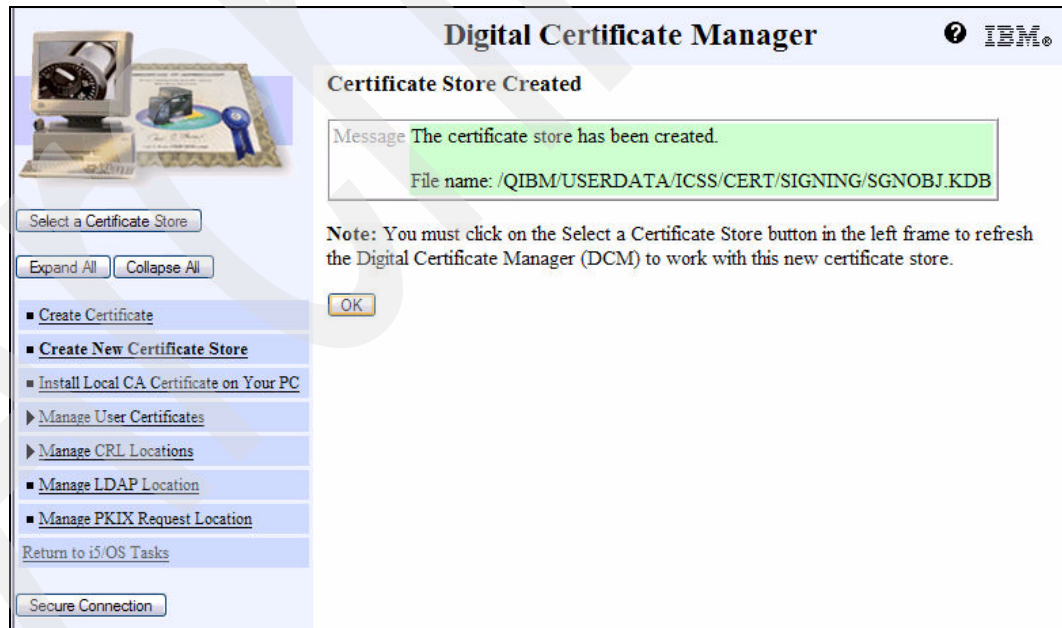 Digital Certificate Manager
IBM®
Certificate Store Created
Message The certificate store has been created.
File name: /QIBM/USERDATA/ICSS/CERT/SIGNING/SGNOBJ.KDB
Note: You must click on the Select a Certificate Store button in the left frame to refresh
the Digital Certificate Manager (DCM) to work with this new certificate store.
OK
Select a Certificate Store
Expand All Collapse All
Create Certificate
Create New Certificate Store
Install Local CA Certificate on Your PC
Manage User Certificates
Manage CRL Locations
Manage LDAP Location
Manage PKIX Request Location
Return to i5/OS Tasks
Secure Connection